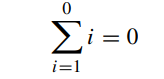 0
∑ i = 0
i=1